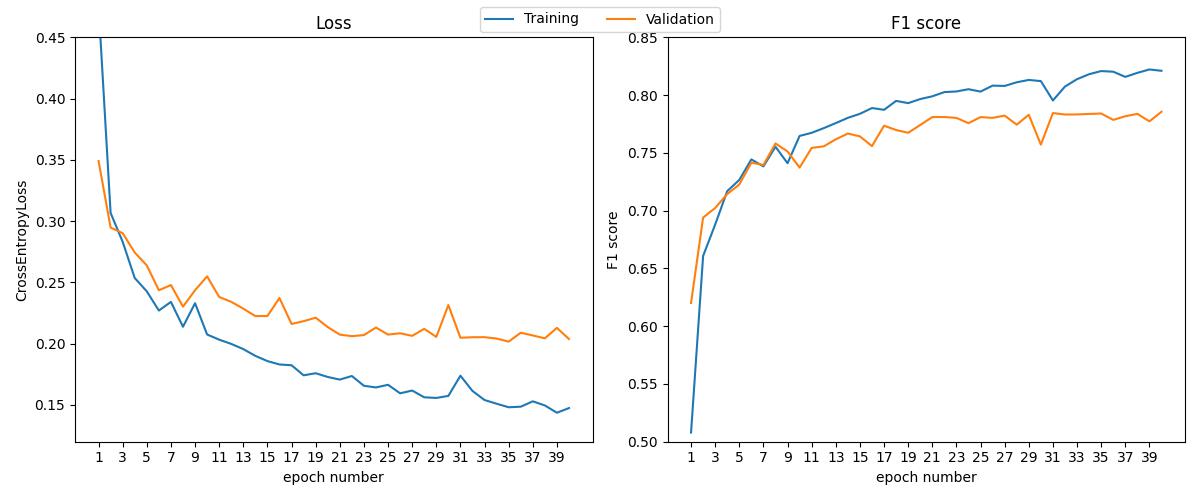 Training Validation
Loss
0.45
0.40
0.35
0.30
0.25
0.20
0.15
CrossEntropyLoss
1 3 5 7 9 11 13 15 17 19 21 23 25 27 29 31 33 35 37 39
epoch number
F1 score
0.85
0.80
0.75
0.70
0.65
0.60
0.55
0.50
F1 score
1 3 5 7 9 11 13 15 17 19 21 23 25 27 29 31 33 35 37 39
epoch number